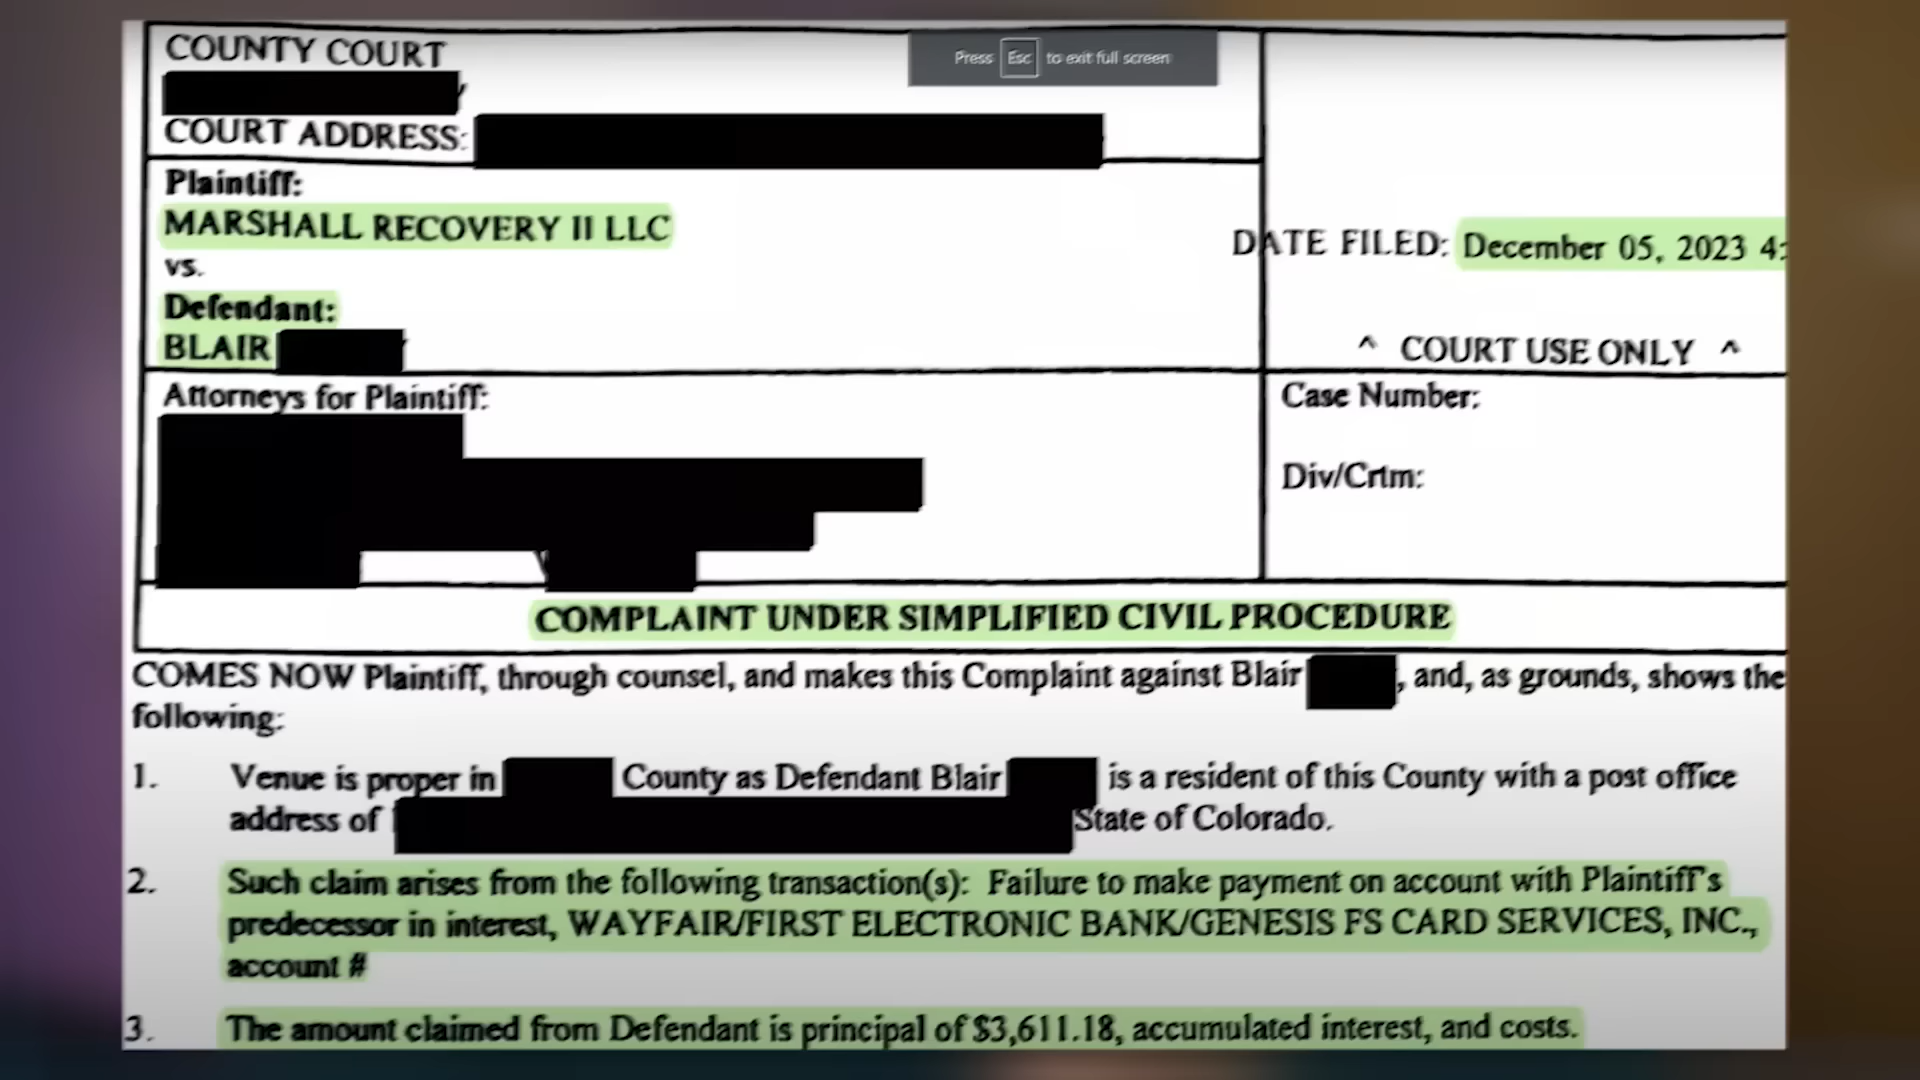 COUNTY COURT
Press Esc to exit full screen
COURT ADDRESS:
Plaintiff:
MARSHALL RECOVERY II LLC
vs.
Defendant:
BLAIR
DATE FILED: December 05, 2023 4:
^ COURT USE ONLY ^
Attorneys for Plaintiff:
Case Number:
Div/Crtm:
COMPLAINT UNDER SIMPLIFIED CIVIL PROCEDURE
COMES NOW Plaintiff, through counsel, and makes this Complaint against Blair , and, as grounds, shows the
following:
1. Venue is proper in County as Defendant Blair is a resident of this County with a post office
address of State of Colorado.
2. Such claim arises from the following transaction(s): Failure to make payment on account with Plaintiff's
predecessor in interest, WAYFAIR/FIRST ELECTRONIC BANK/GENESIS FS CARD SERVICES, INC.,
account #
3. The amount claimed from Defendant is principal of $3,611.18, accumulated interest, and costs.